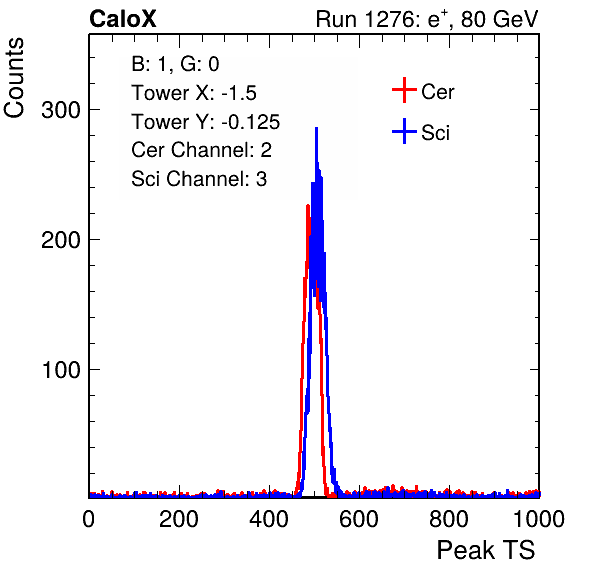 CaloX Run 1276: e⁺, 80 GeV
Counts
B: 1, G: 0
Tower X: -1.5
Tower Y: -0.125
Cer Channel: 2
Sci Channel: 3
Cer
Sci
300
200
100
0 200 400 600 800 1000
Peak TS